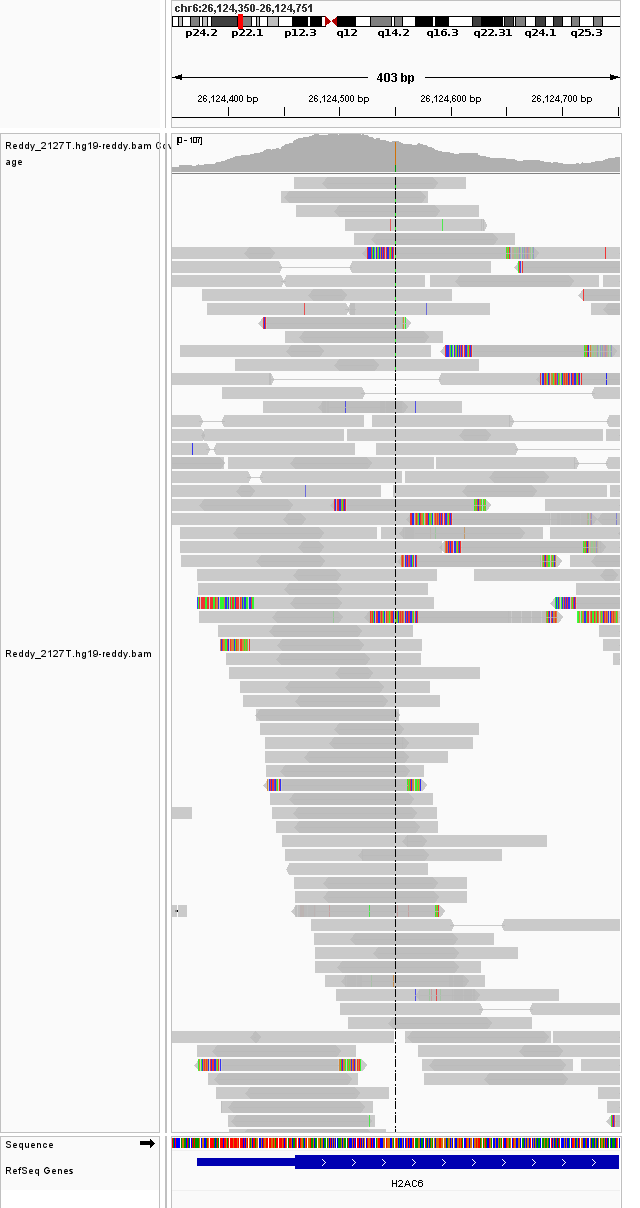 chr6:26,124,350-26,124,751
p24.2 p22.1 p12.3 q12 q14.2 q16.3 q22.31 q24.1 q25.3
403 bp
26,124,400 bp 26,124,500 bp 26,124,600 bp 26,124,700 bp
[0 - 107]
Reddy_2127T.hg19-reddy.bam Cov
age
Reddy_2127T.hg19-reddy.bam
Sequence
RefSeq Genes
H2AC6